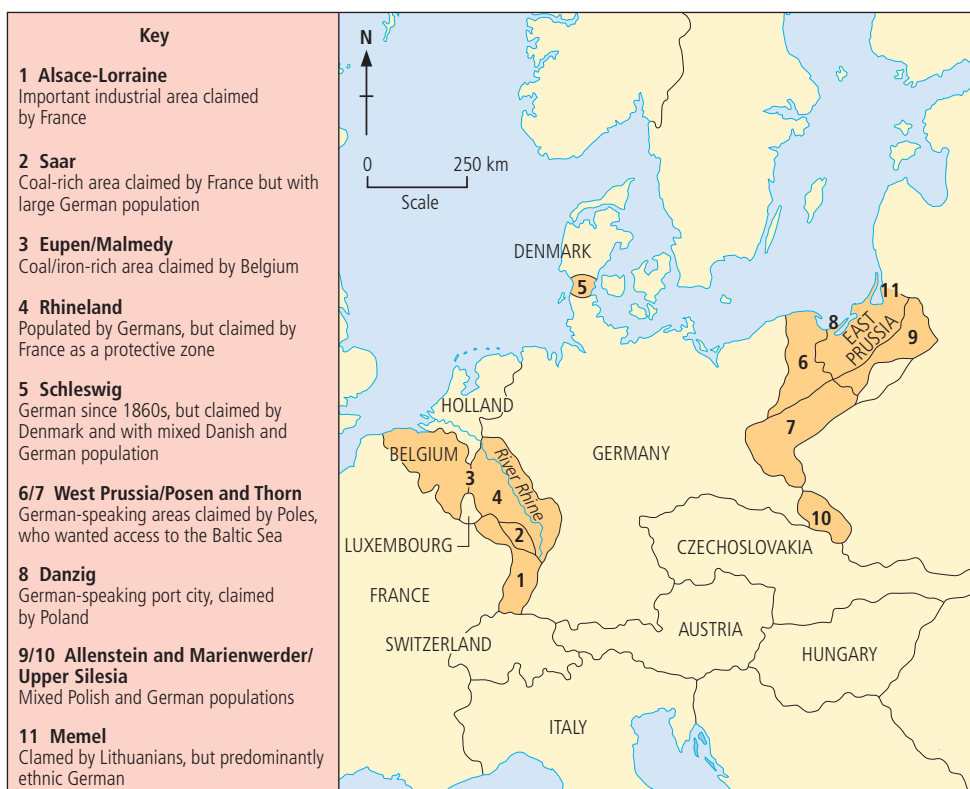 Key
1 Alsace-Lorraine
Important industrial area claimed
by France
2 Saar
Coal-rich area claimed by France but with
large German population
3 Eupen/Malmedy
Coal/iron-rich area claimed by Belgium
4 Rhineland
Populated by Germans, but claimed by
France as a protective zone
5 Schleswig
German since 1860s, but claimed by
Denmark and with mixed Danish and
German population
6/7 West Prussia/Posen and Thorn
German-speaking areas claimed by Poles,
who wanted access to the Baltic Sea
8 Danzig
German-speaking port city, claimed
by Poland
9/10 Allenstein and Marienwerder/
Upper Silesia
Mixed Polish and German populations
11 Memel
Clamed by Lithuanians, but predominantly
ethnic German
N
0 250 km
Scale
DENMARK
5
11
8
EAST
PRUSSIA
9
6
HOLLAND
7
BELGIUM
River Rhine
GERMANY
3
4
10
2
LUXEMBOURG
CZECHOSLOVAKIA
1
FRANCE
AUSTRIA
SWITZERLAND
HUNGARY
ITALY